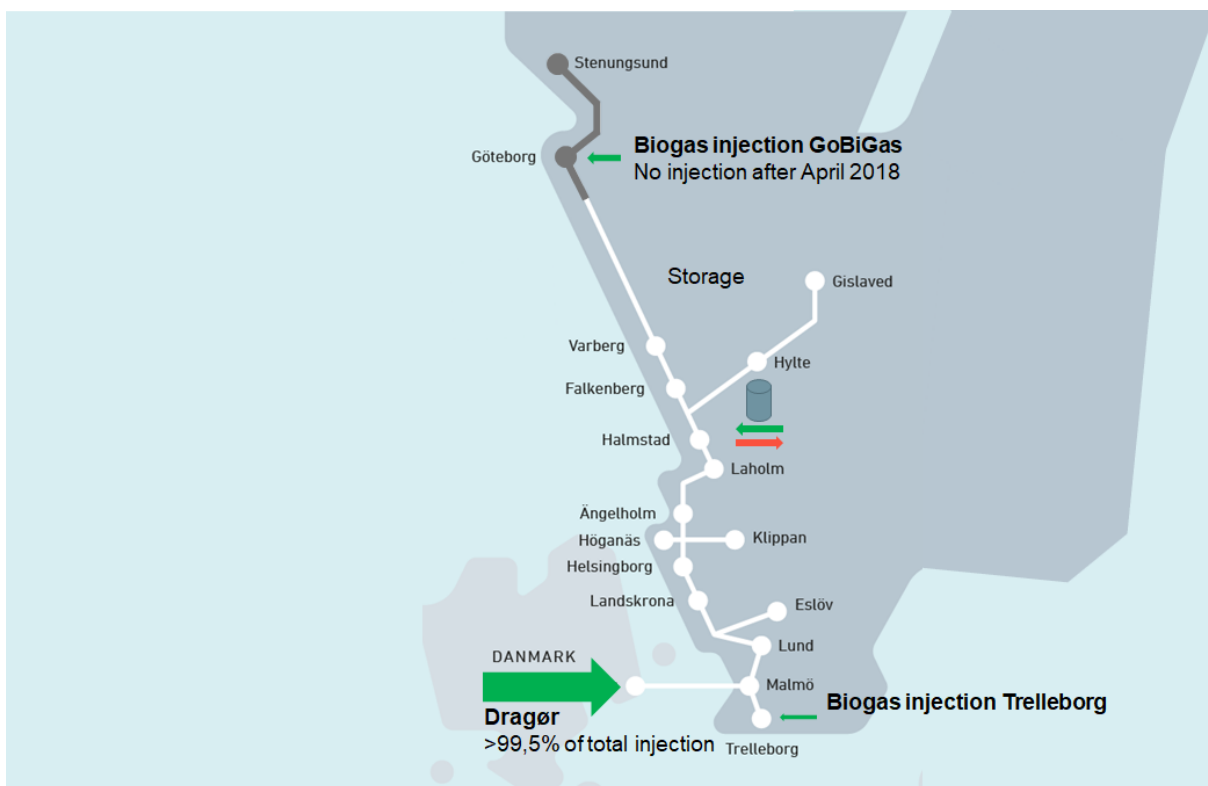 Stenungsund
Göteborg
Biogas injection GoBiGas
No injection after April 2018
Storage
Gislaved
Varberg
Hylte
Falkenberg
Halmstad
Laholm
Ängelholm
Höganäs
Klippan
Helsingborg
Landskrona
Eslöv
Lund
DANMARK
Malmö
Biogas injection Trelleborg
Dragør
>99,5% of total injection
Trelleborg